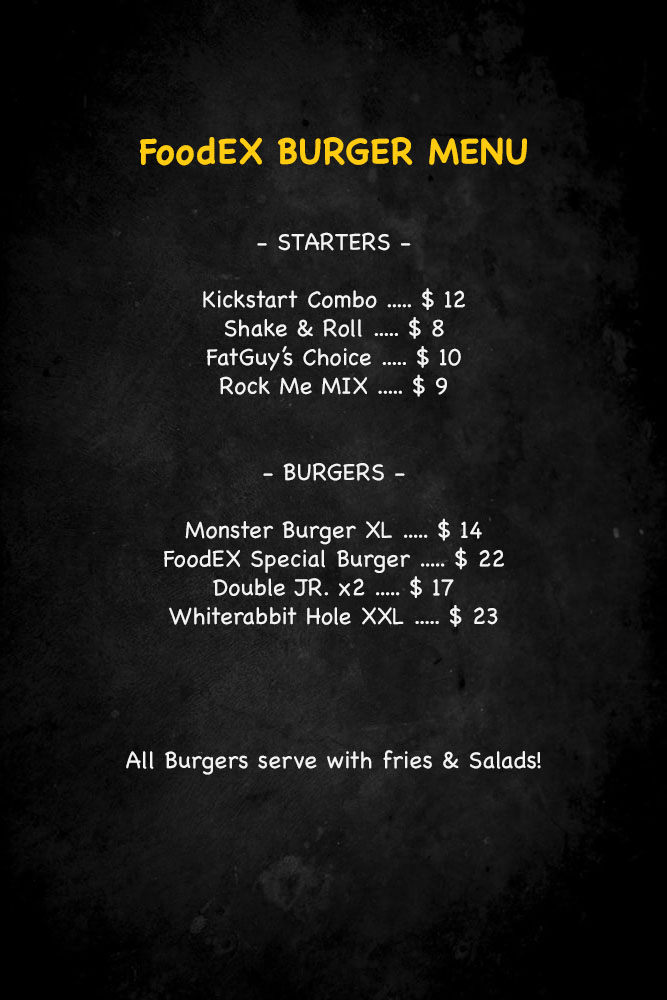 FoodEX BURGER MENU
- STARTERS -
Kickstart Combo ..... $ 12
Shake & Roll ..... $ 8
FatGuy's Choice ..... $ 10
Rock Me MIX ..... $ 9
- BURGERS -
Monster Burger XL ..... $ 14
FoodEX Special Burger ..... $ 22
Double JR. x2 ..... $ 17
Whiterabbit Hole XXL ..... $ 23
All Burgers serve with fries & Salads!